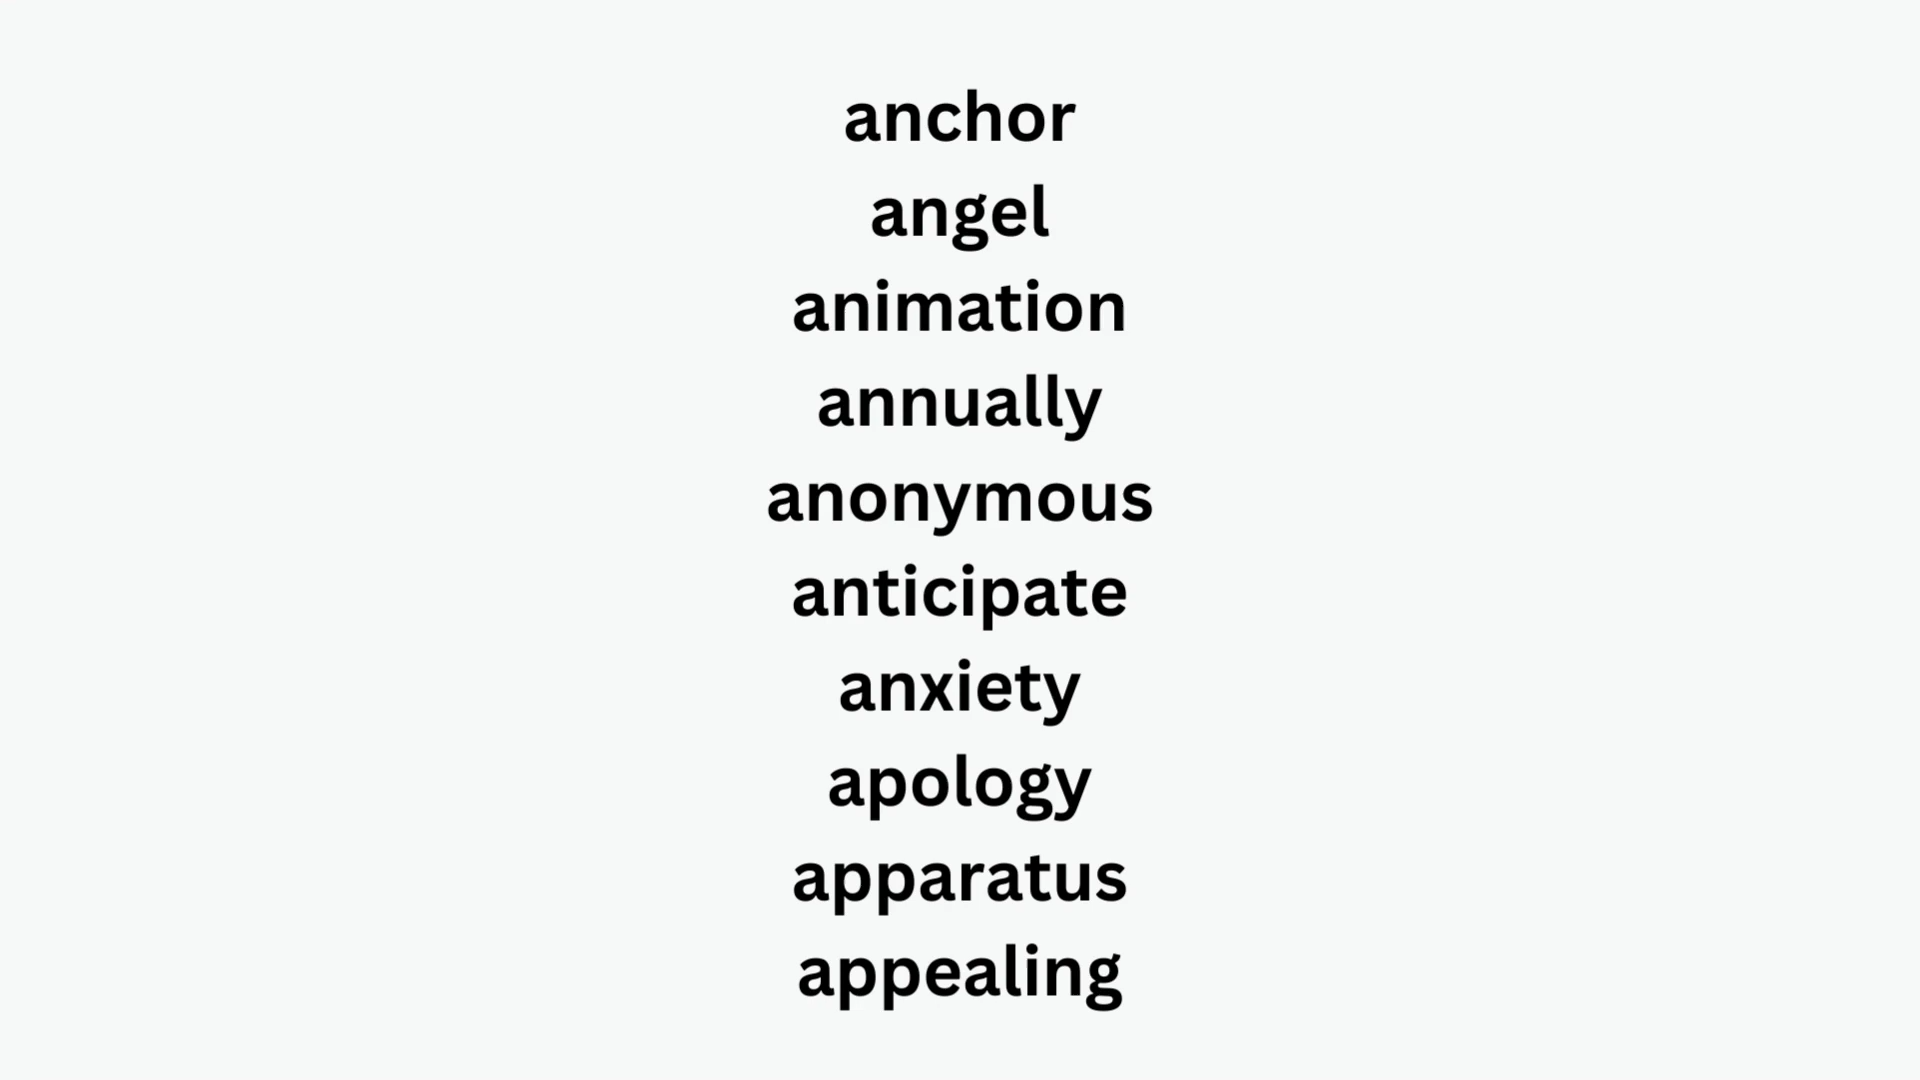 anchor
angel
animation
annually
anonymous
anticipate
anxiety
apology
apparatus
appealing